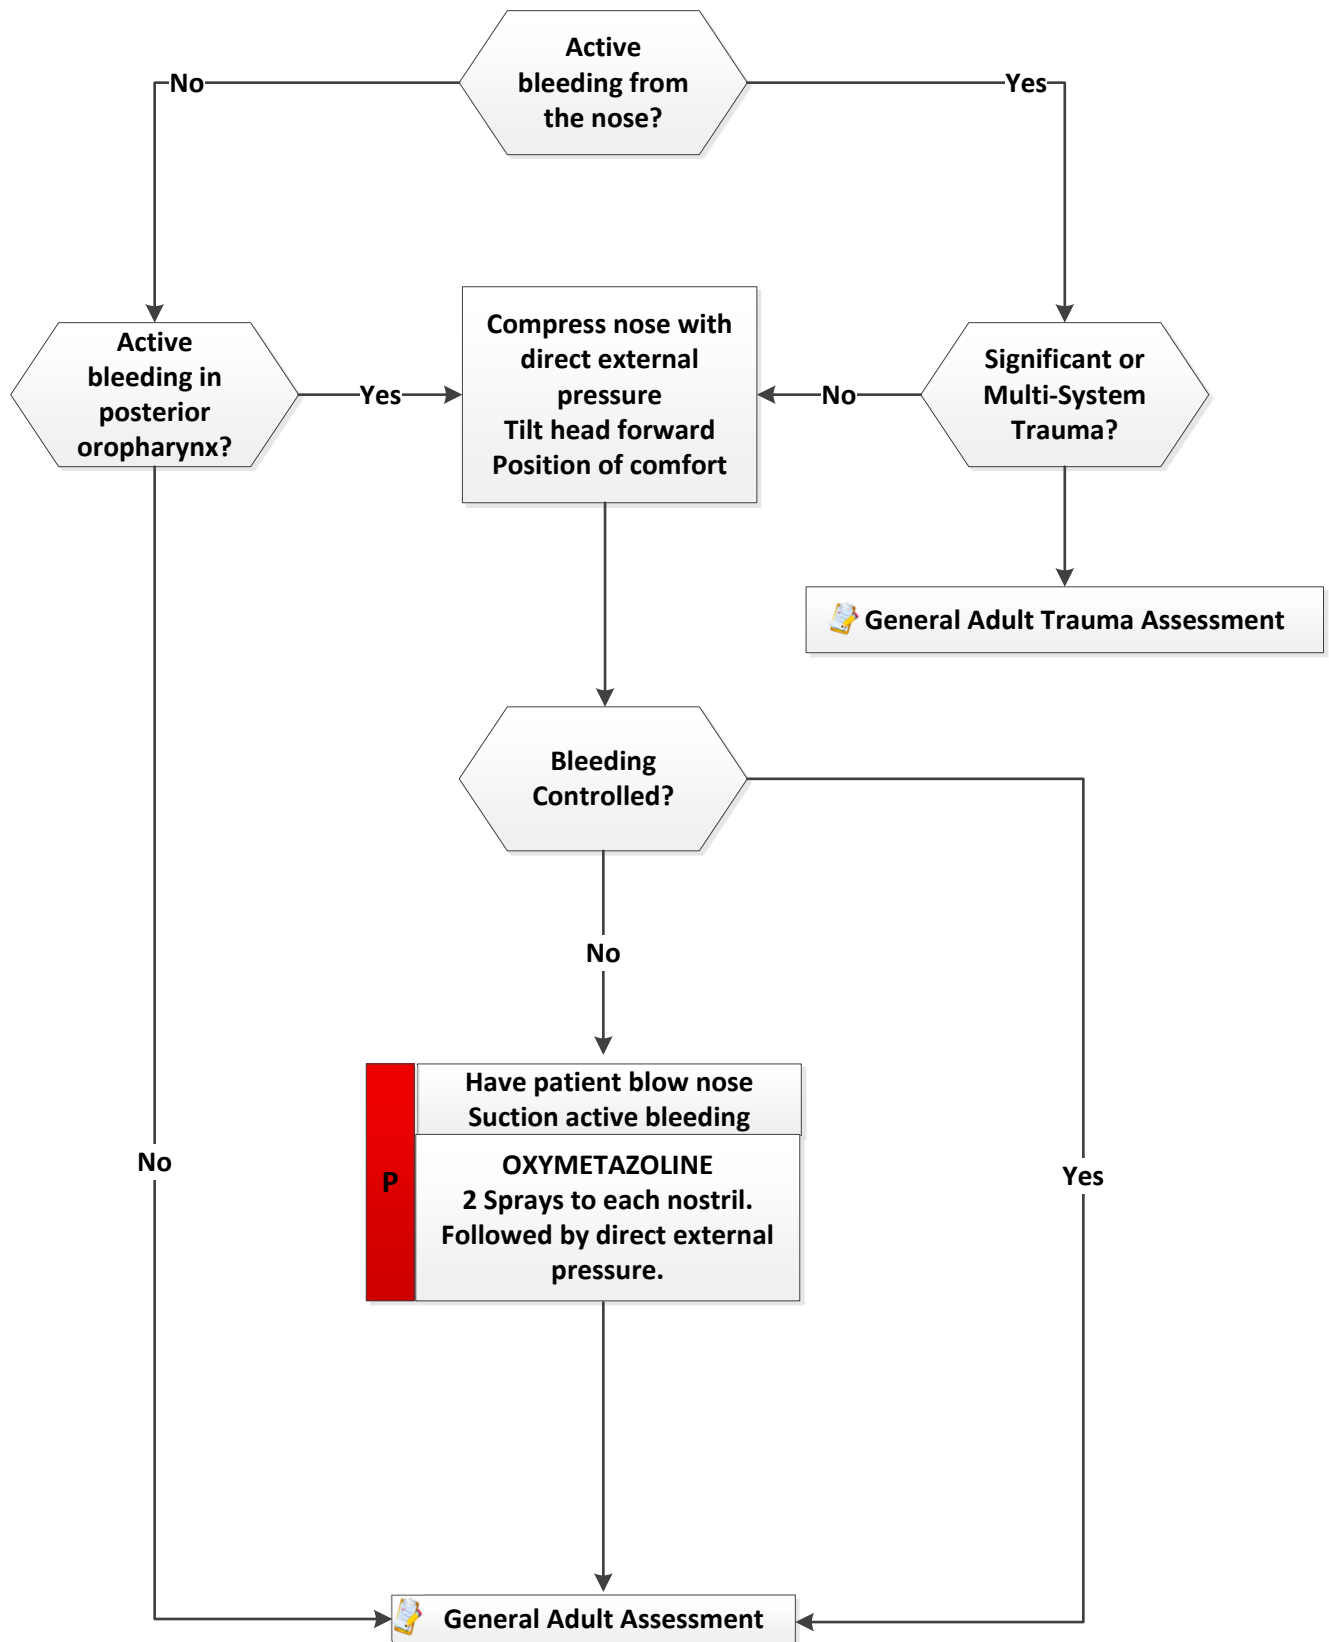 Active
bleeding from
the nose?
No
Yes
Active
bleeding in
posterior
oropharynx?
Yes
Compress nose with
direct external
pressure
Tilt head forward
Position of comfort
No
Significant or
Multi-System
Trauma?
General Adult Trauma Assessment
Bleeding
Controlled?
No
Have patient blow nose
Suction active bleeding
P
OXYMETAZOLINE
2 Sprays to each nostril.
Followed by direct external
pressure.
No
Yes
General Adult Assessment